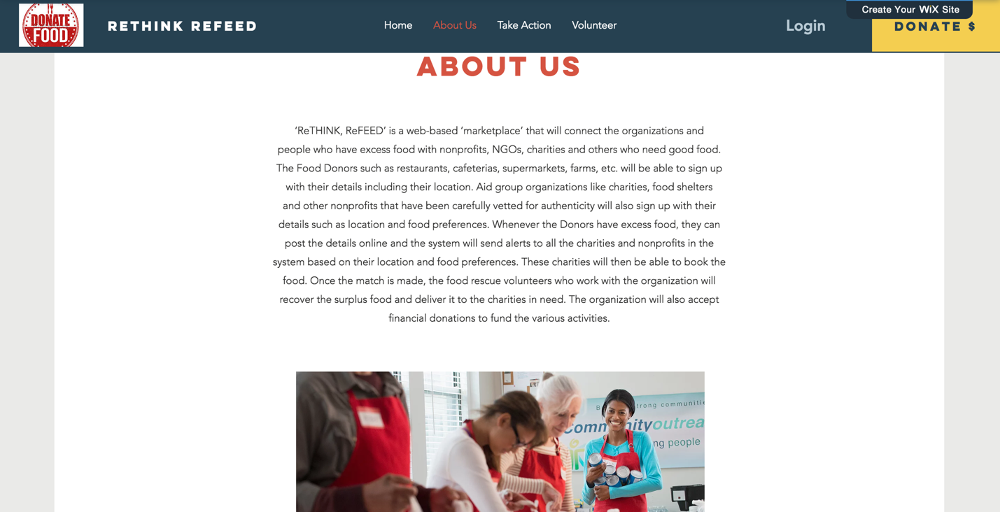 DONATE
FOOD
RETHINK REFEED
Home
About Us
Take Action
Volunteer
Login
Create Your WiX Site
DONATE $
ABOUT US
‘ReTHINK, ReFEED’ is a web-based ‘marketplace’ that will connect the organizations and
people who have excess food with nonprofits, NGOs, charities and others who need good food.
The Food Donors such as restaurants, cafeterias, supermarkets, farms, etc. will be able to sign up
with their details including their location. Aid group organizations like charities, food shelters
and other nonprofits that have been carefully vetted for authenticity will also sign up with their
details such as location and food preferences. Whenever the Donors have excess food, they can
post the details online and the system will send alerts to all the charities and nonprofits in the
system based on their location and food preferences. These charities will then be able to book the
food. Once the match is made, the food rescue volunteers who work with the organization will
recover the surplus food and deliver it to the charities in need. The organization will also accept
financial donations to fund the various activities.
trong communitie
outrea
ng people